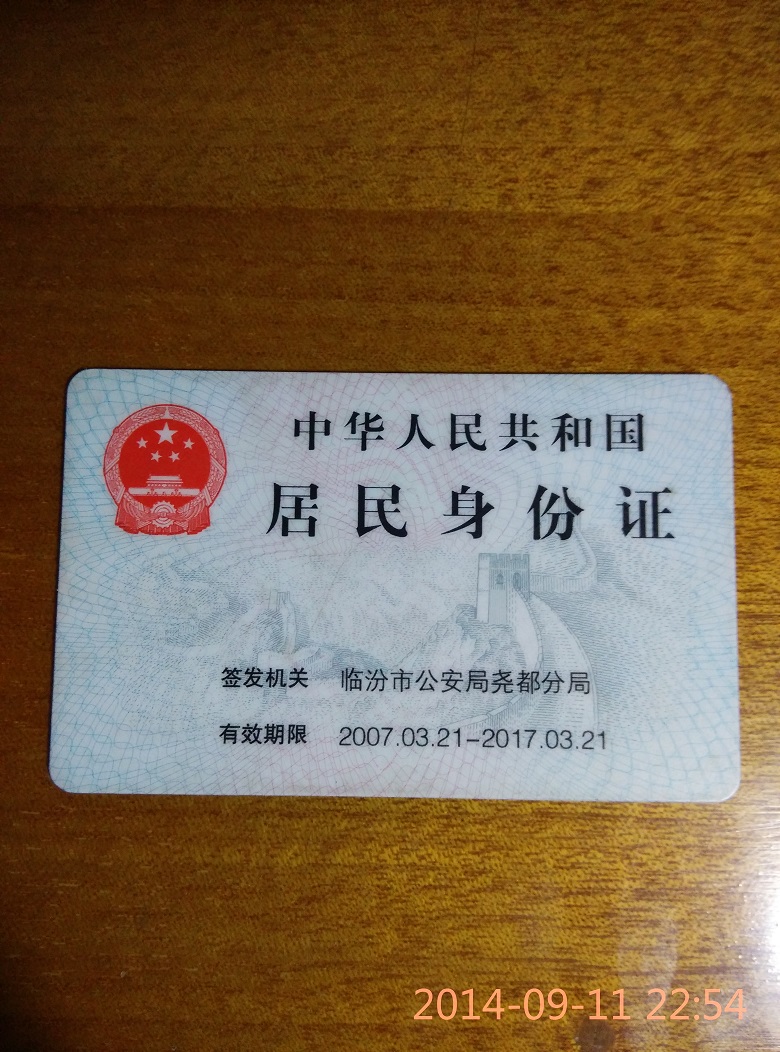 中华人民共和国
居民身份证
签发机关 临汾市公安局尧都分局
有效期限 2007.03.21-2017.03.21
2014-09-11 22:54